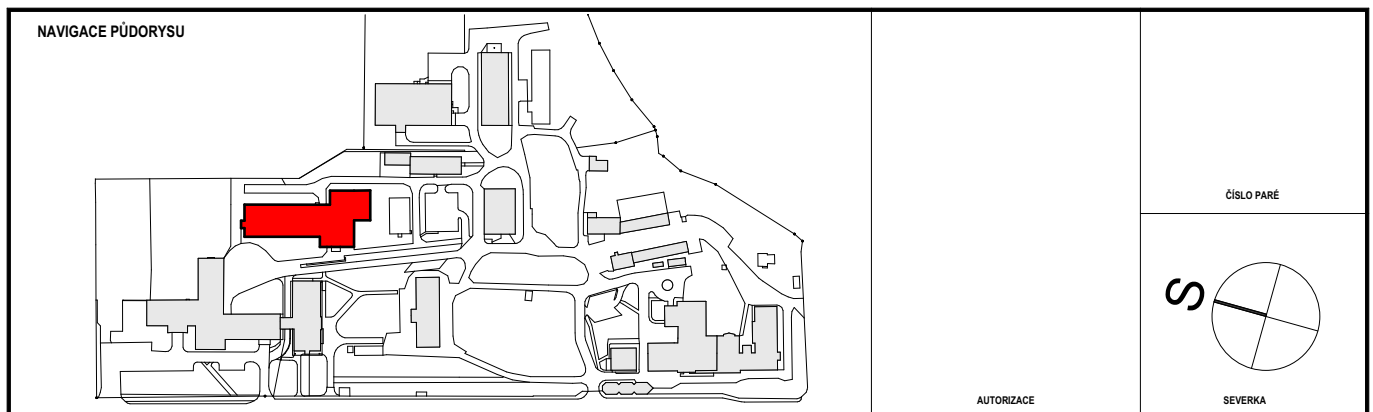 NAVIGACE PŮDORYSU
ČÍSLO PARÉ
S
AUTORIZACE
SEVERKA